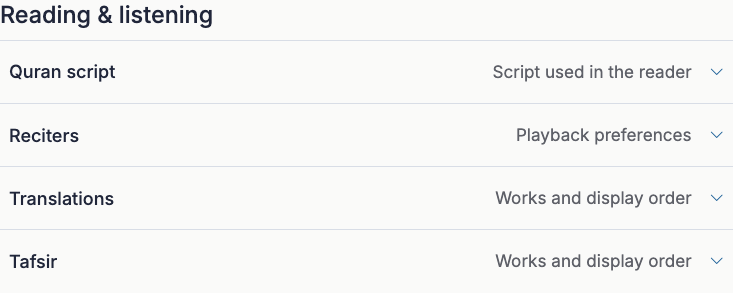 Reading & listening
Quran script Script used in the reader
Reciters Playback preferences
Translations Works and display order
Tafsir Works and display order